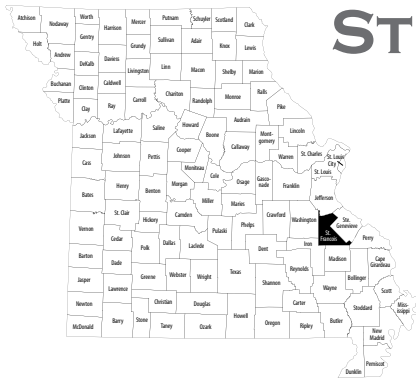 ST
Atchison
Nodaway
Worth
Harrison
Mercer
Putnam
Schuyler
Scotland
Clark
Holt
Gentry
Sullivan
Adair
Knox
Lewis
Andrew
DeKalb
Daviess
Grundy
Linn
Macon
Shelby
Marion
Buchanan
Clinton
Caldwell
Livingston
Chariton
Randolph
Monroe
Ralls
Platte
Clay
Ray
Carroll
Pike
Audrain
Jackson
Lafayette
Saline
Howard
Boone
Callaway
Mont-
gomery
Lincoln
Warren
St. Charles
St. Louis
City
St. Louis
Cass
Johnson
Pettis
Cooper
Moniteau
Cole
Osage
Gasco-
nade
Franklin
Jefferson
Bates
Henry
Benton
Morgan
Miller
Maries
St. Clair
Hickory
Camden
Pulaski
Phelps
Crawford
Washington
St.
Francois
Ste.
Genevieve
Perry
Vernon
Cedar
Polk
Dallas
Laclede
Dent
Iron
Madison
Cape
Girardeau
Barton
Dade
Greene
Webster
Wright
Texas
Shannon
Reynolds
Wayne
Bollinger
Jasper
Lawrence
Christian
Douglas
Howell
Carter
Stoddard
Scott
Miss-
issippi
Newton
McDonald
Barry
Stone
Taney
Ozark
Oregon
Ripley
Butler
New
Madrid
Dunklin
Pemiscot